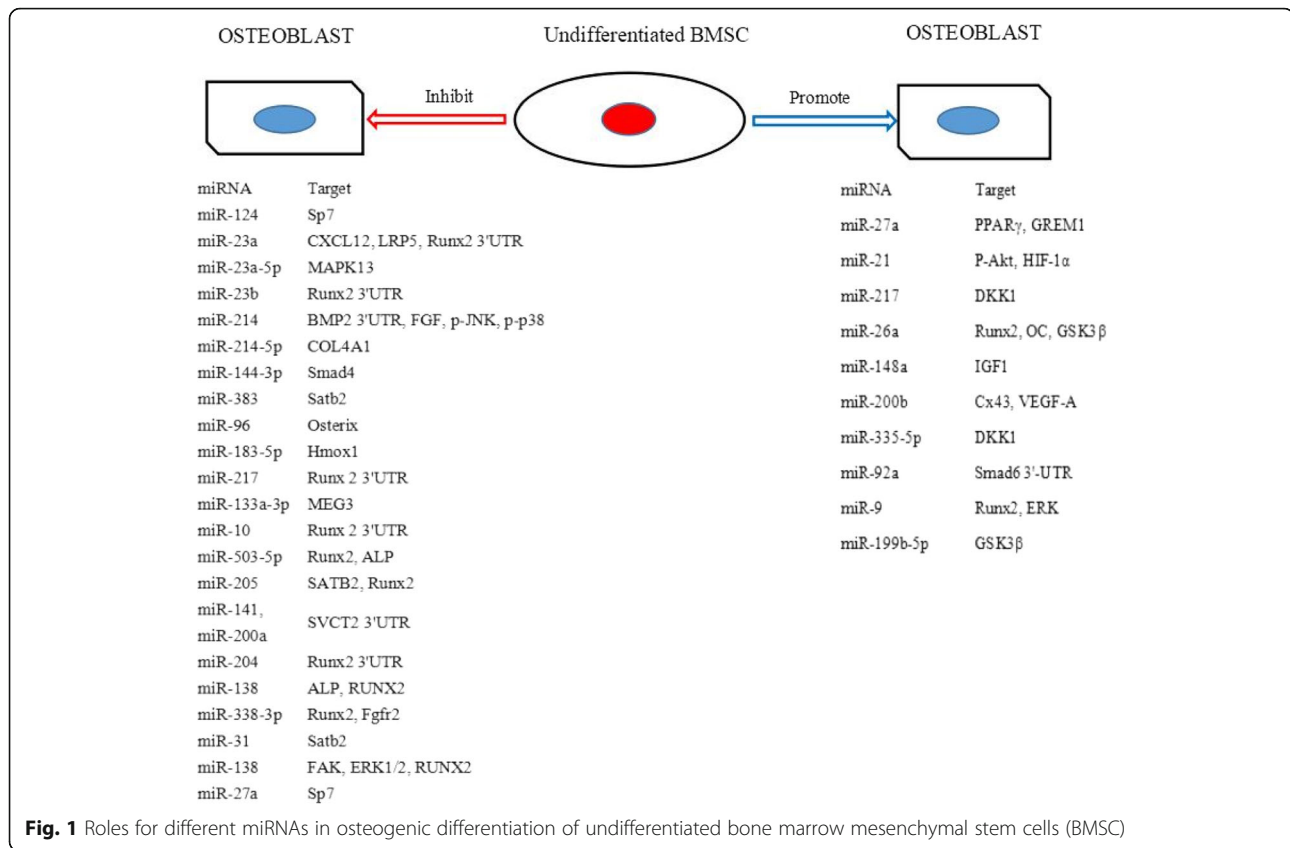 OSTEOBLAST Undifferentiated BMSC OSTEOBLAST
Inhibit Promote
miRNA Target
miR-124 Sp7
miR-23a CXCL12, LRP5, Runx2 3'UTR
miR-23a-5p MAPK13
miR-23b Runx2 3'UTR
miR-214 BMP2 3'UTR, FGF, p-JNK, p-p38
miR-214-5p COL4A1
miR-144-3p Smad4
miR-383 Satb2
miR-96 Osterix
miR-183-5p Hmox1
miR-217 Runx 2 3'UTR
miR-133a-3p MEG3
miR-10 Runx 2 3'UTR
miR-503-5p Runx2, ALP
miR-205 SATB2, Runx2
miR-141,
miR-200a SVCT2 3'UTR
miR-204 Runx2 3'UTR
miR-138 ALP, RUNX2
miR-338-3p Runx2, Fgfr2
miR-31 Satb2
miR-138 FAK, ERK1/2, RUNX2
miR-27a Sp7
miRNA Target
miR-27a PPARγ, GREM1
miR-21 P-Akt, HIF-1α
miR-217 DKK1
miR-26a Runx2, OC, GSK3β
miR-148a IGF1
miR-200b Cx43, VEGF-A
miR-335-5p DKK1
miR-92a Smad6 3'-UTR
miR-9 Runx2, ERK
miR-199b-5p GSK3β
Fig. 1 Roles for different miRNAs in osteogenic differentiation of undifferentiated bone marrow mesenchymal stem cells (BMSC)